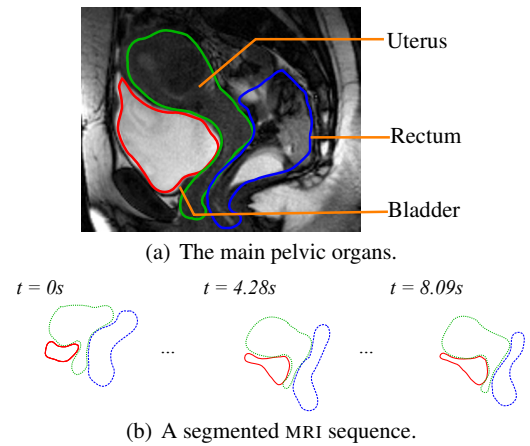 Uterus
Rectum
Bladder
(a) The main pelvic organs.
t = 0s t = 4.28s t = 8.09s
... ...
(b) A segmented MRI sequence.